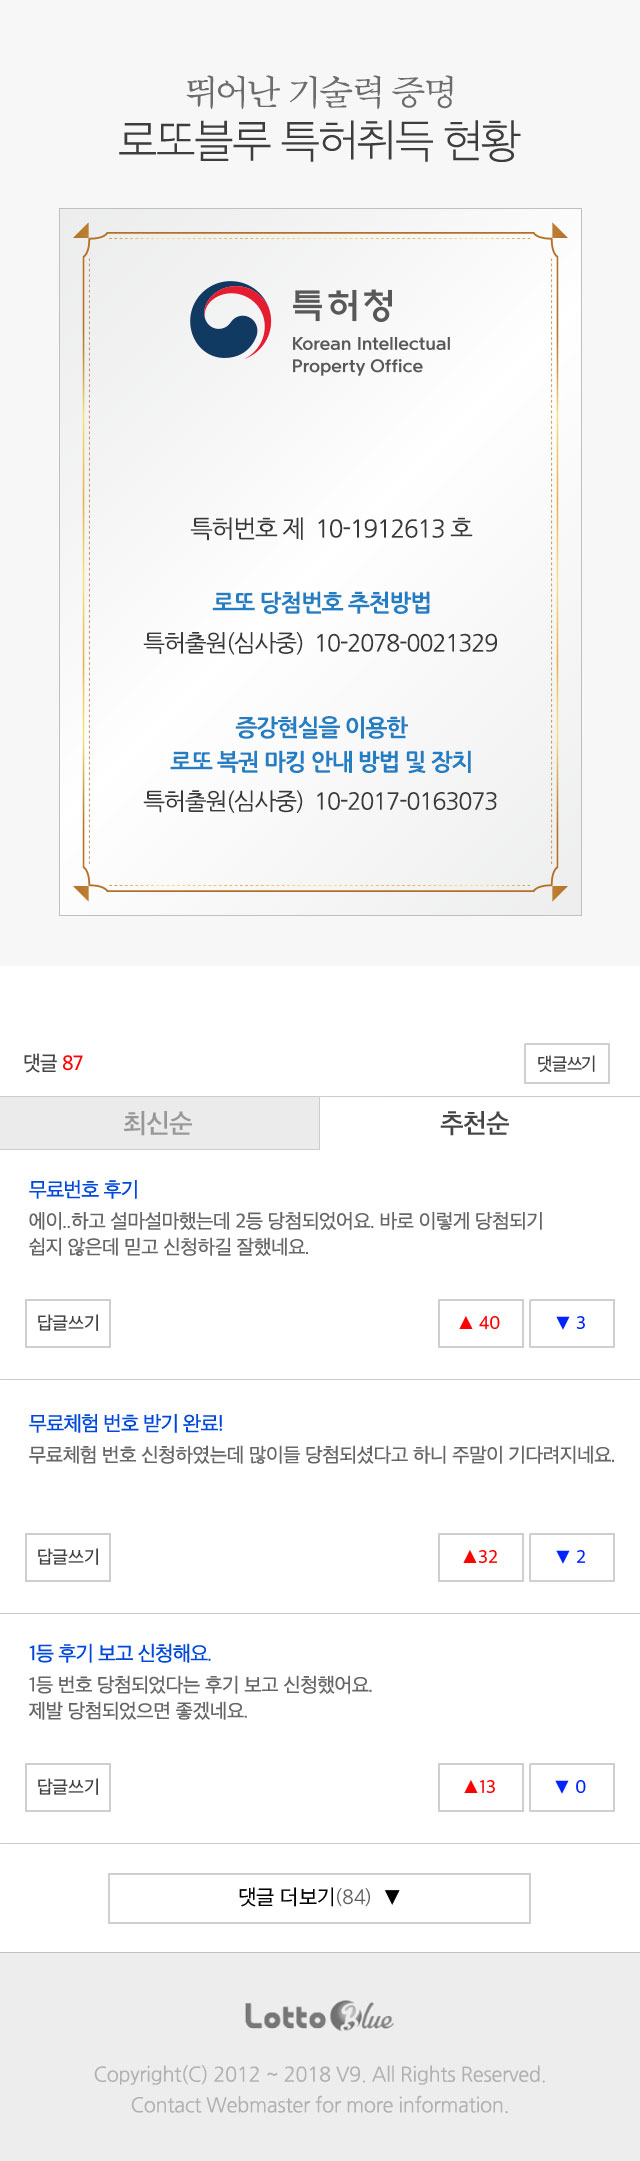 뛰어난 기술력 증명
로또블루 특허취득 현황
특허청
Korean Intellectual
Property Office
특허번호 제 10-1912613 호
로또 당첨번호 추천방법
특허출원(심사중) 10-2078-0021329
증강현실을 이용한
로또 복권 마킹 안내 방법 및 장치
특허출원(심사중) 10-2017-0163073
댓글 87
댓글쓰기
최신순
추천순
무료번호 후기
에이..하고 설마설마했는데 2등 당첨되었어요. 바로 이렇게 당첨되기
쉽지 않은데 믿고 신청하길 잘했네요.
답글쓰기
▲ 40
▼ 3
무료체험 번호 받기 완료!
무료체험 번호 신청하였는데 많이들 당첨되셨다고 하니 주말이 기다려지네요.
답글쓰기
▲32
▼ 2
1등 후기 보고 신청해요.
1등 번호 당첨되었다는 후기 보고 신청했어요.
제발 당첨되었으면 좋겠네요.
답글쓰기
▲13
▼ 0
댓글 더보기(84) ▼
Lotto Blue
Copyright(C) 2012 ~ 2018 V9. All Rights Reserved.
Contact Webmaster for more information.